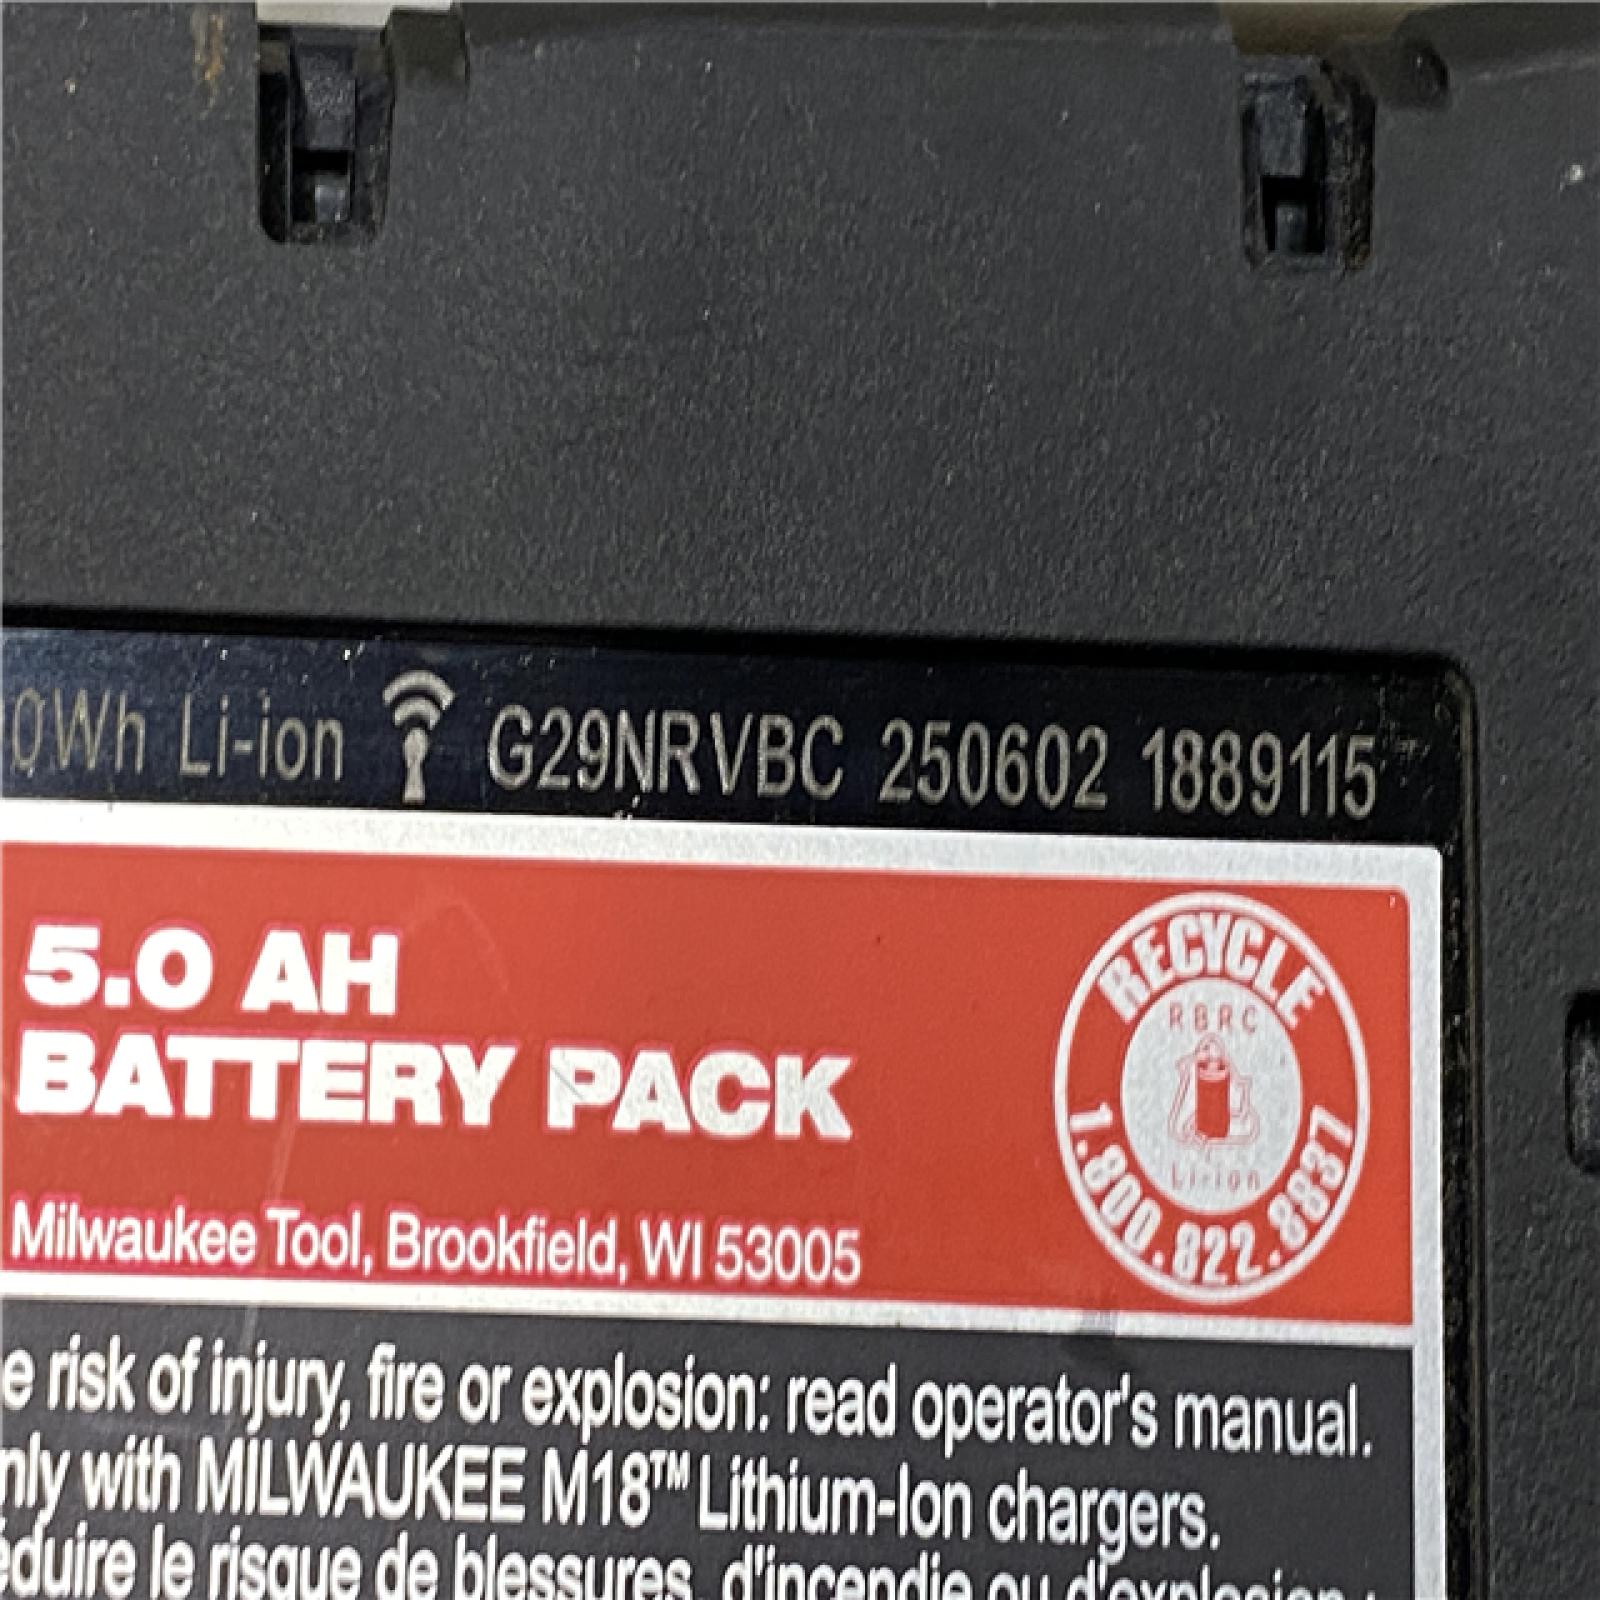 0Wh Li-ion G29NRVBC 250602 1889115
5.0 AH
BATTERY PACK
Milwaukee Tool, Brookfield, WI 53005
RECYCLE
RBRC
Li-ion
1.800.822.8837
e risk of injury, fire or explosion: read operator's manual.
nly with MILWAUKEE M18™ Lithium-Ion chargers.
éduire le risque de blessures, d'incendie ou d'explosion :